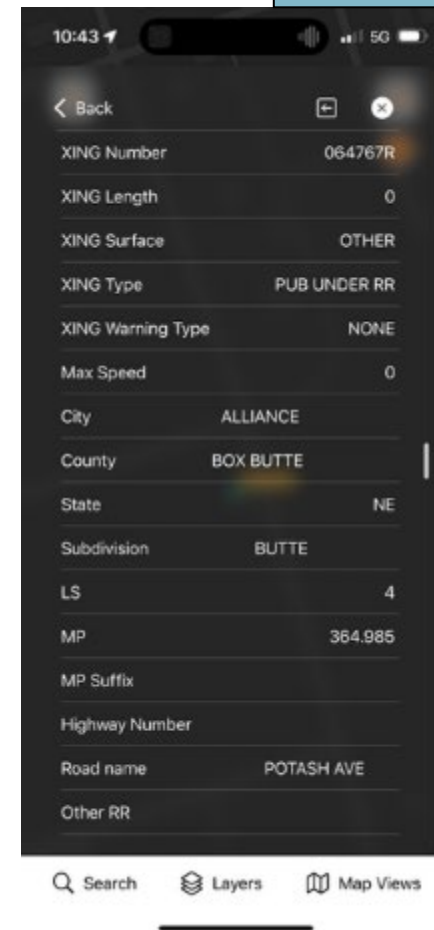 10:43 5G
Back
XING Number 064767R
XING Length 0
XING Surface OTHER
XING Type PUB UNDER RR
XING Warning Type NONE
Max Speed 0
City ALLIANCE
County BOX BUTTE
State NE
Subdivision BUTTE
LS 4
MP 364.985
MP Suffix
Highway Number
Road name POTASH AVE
Other RR
Search Layers Map Views